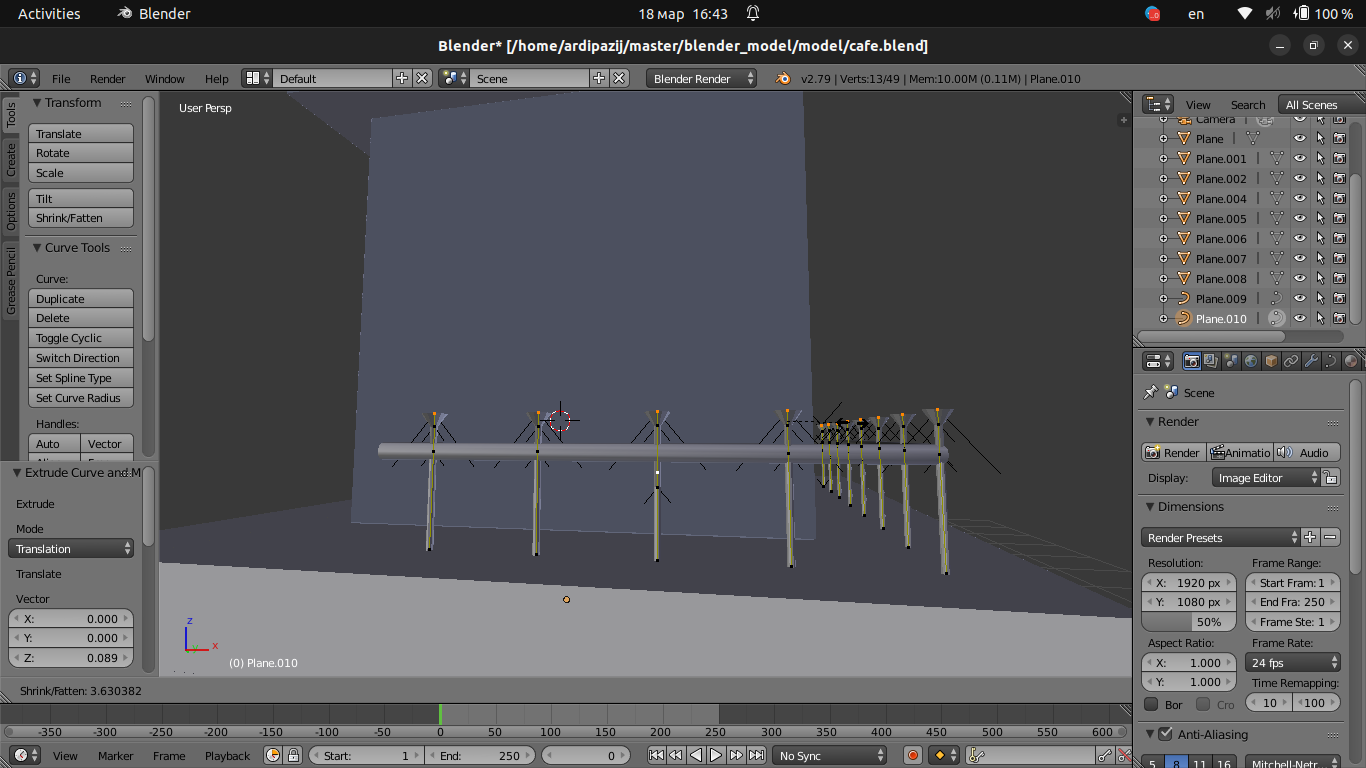 Activities Blender 18 мар 16:43 en 100 %
Blender* [/home/ardipazij/master/blender_model/model/cafe.blend]
File Render Window Help Default Scene Blender Render v2.79 | Verts:13/49 | Mem:10.00M (0.11M) | Plane.010
Tools
Create
Options
Grease Pencil
Transform
Translate
Rotate
Scale
Tilt
Shrink/Fatten
Curve Tools
Curve:
Duplicate
Delete
Toggle Cyclic
Switch Direction
Set Spline Type
Set Curve Radius
Handles:
Auto Vector
Extrude Curve and M
Extrude
Mode
Translation
Translate
Vector
X: 0.000
Y: 0.000
Z: 0.089
User Persp
z
x
(0) Plane.010
Shrink/Fatten: 3.630382
View Search All Scenes
Camera
Plane
Plane.001
Plane.002
Plane.004
Plane.005
Plane.006
Plane.007
Plane.008
Plane.009
Plane.010
Scene
Render
Render Animatio Audio
Display: Image Editor
Dimensions
Render Presets
Resolution: Frame Range:
X: 1920 px Start Fram: 1
Y: 1080 px End Fra: 250
50% Frame Ste: 1
Aspect Ratio: Frame Rate:
X: 1.000 24 fps
Y: 1.000 Time Remapping:
Bor Cro 10 100
Anti-Aliasing
5 8 11 16 Mitchell-Netr
-350 -300 -250 -200 -150 -100 -50 0 50 100 150 200 250 300 350 400 450 500 550 600
View Marker Frame Playback Start: 1 End: 250 0 No Sync